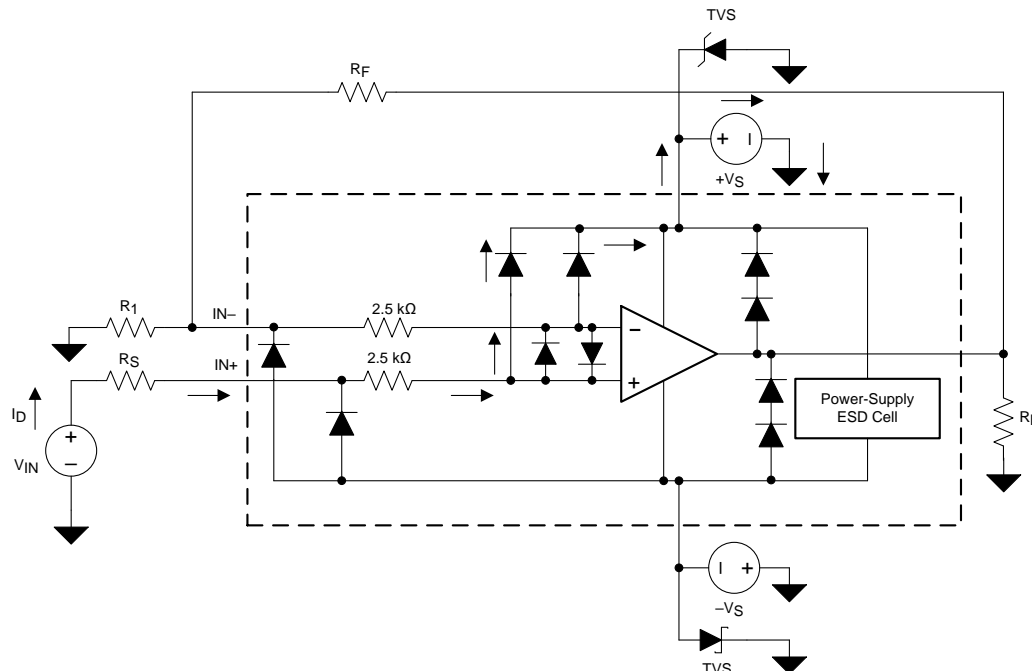 TVS
RF
+ –
+VS
R1
IN–
2.5 kΩ
–
RS
IN+
2.5 kΩ
+
Power-Supply
ESD Cell
ID
+
VIN
–
– +
–VS
TVS